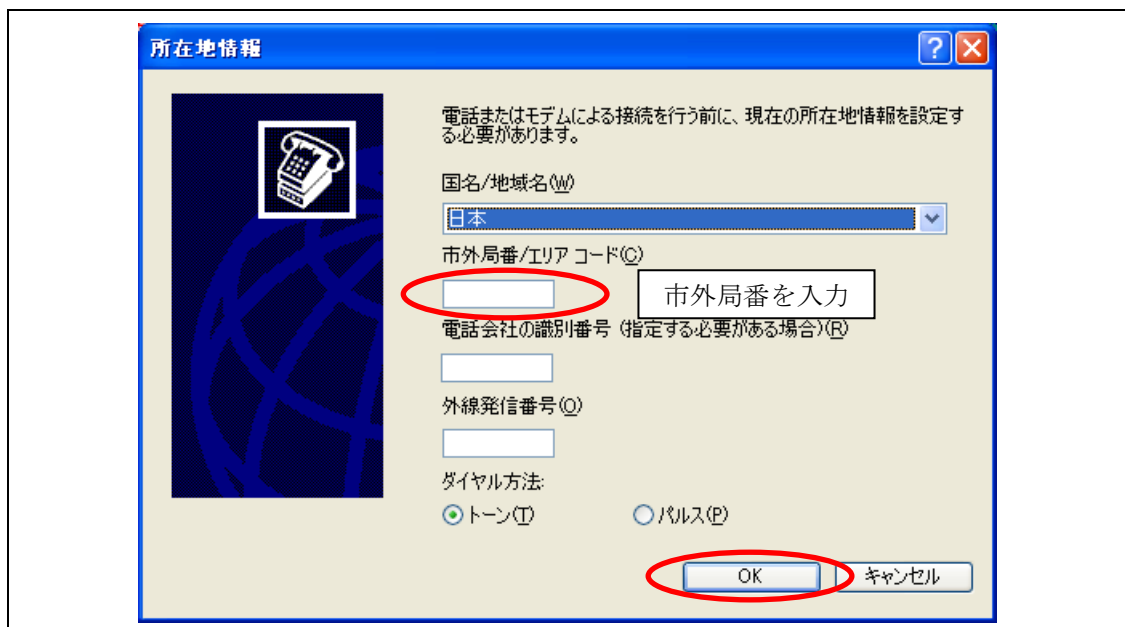 所在地情報
電話またはモデムによる接続を行う前に、現在の所在地情報を設定す
る必要があります。
国名/地域名(W)
日本
市外局番/エリア コード(C)
市外局番を入力
電話会社の識別番号 (指定する必要がある場合)(R)
外線発信番号(O)
ダイヤル方法:
トーン(T) パルス(P)
OK キャンセル